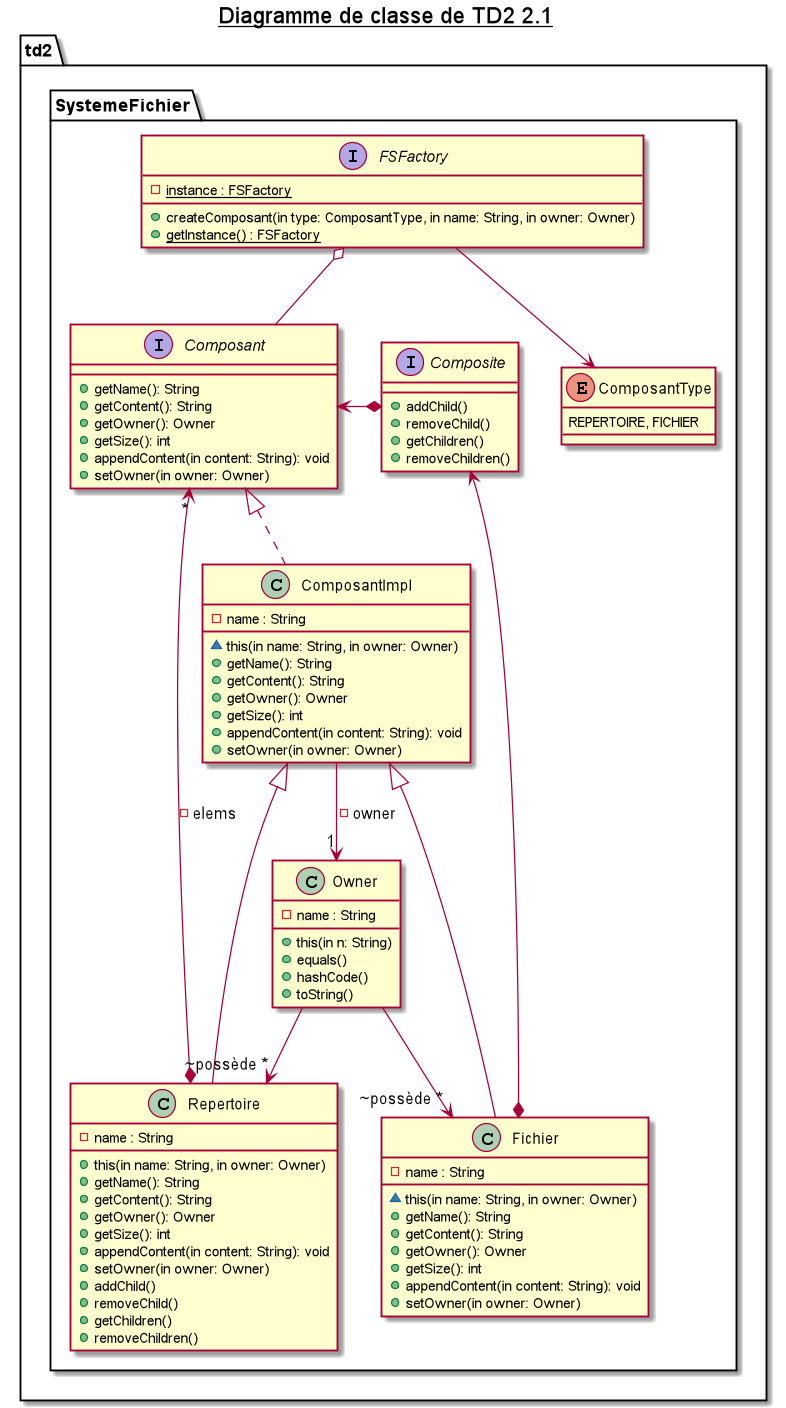 Diagramme de classe de TD2 2.1
td2
SystemeFichier
I FSFactory
instance : FSFactory
createComposant(in type: ComposantType, in name: String, in owner: Owner)
getInstance() : FSFactory
I Composant
getName(): String
getContent(): String
getOwner(): Owner
getSize(): int
appendContent(in content: String): void
setOwner(in owner: Owner)
I Composite
addChild()
removeChild()
getChildren()
removeChildren()
E ComposantType
REPERTOIRE, FICHIER
*
C ComposantImpl
name : String
this(in name: String, in owner: Owner)
getName(): String
getContent(): String
getOwner(): Owner
getSize(): int
appendContent(in content: String): void
setOwner(in owner: Owner)
elems
owner
1
C Owner
name : String
this(in n: String)
equals()
hashCode()
toString()
~possède *
~possède *
C Repertoire
name : String
this(in name: String, in owner: Owner)
getName(): String
getContent(): String
getOwner(): Owner
getSize(): int
appendContent(in content: String): void
setOwner(in owner: Owner)
addChild()
removeChild()
getChildren()
removeChildren()
C Fichier
name : String
this(in name: String, in owner: Owner)
getName(): String
getContent(): String
getOwner(): Owner
getSize(): int
appendContent(in content: String): void
setOwner(in owner: Owner)